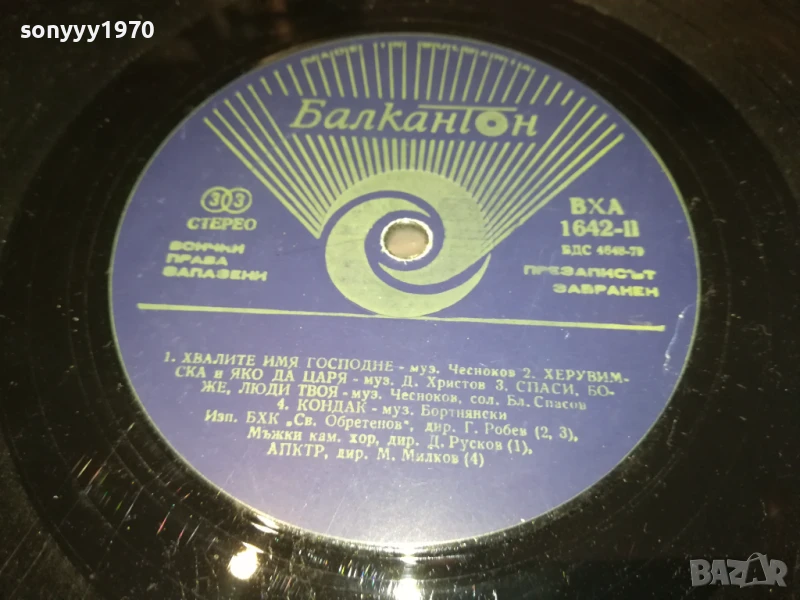 sonyyy1970
Балкантон
33
СТЕРЕО
ВСИЧКИ
ПРАВА
ЗАПАЗЕНИ
ВХА
1642-II
БДС 4648-79
ПРЕЗАПИСЪТ
ЗАБРАНЕН
1. ХВАЛИТЕ ИМЯ ГОСПОДНЕ - муз. Чесноков 2. ХЕРУВИМ-
СКА и ЯКО ДА ЦАРЯ - муз. Д. Христов 3. СПАСИ, БО-
ЖЕ, ЛЮДИ ТВОЯ - муз. Чесноков, сол. Бл. Спасов
4. КОНДАК - муз. Бортнянски
Изп. БХК „Св. Обретенов", дир. Г. Робев (2, 3),
Мъжки кам. хор, дир. Д. Русков (1),
АПКТР, дир. М. Милков (4)
BAZAR